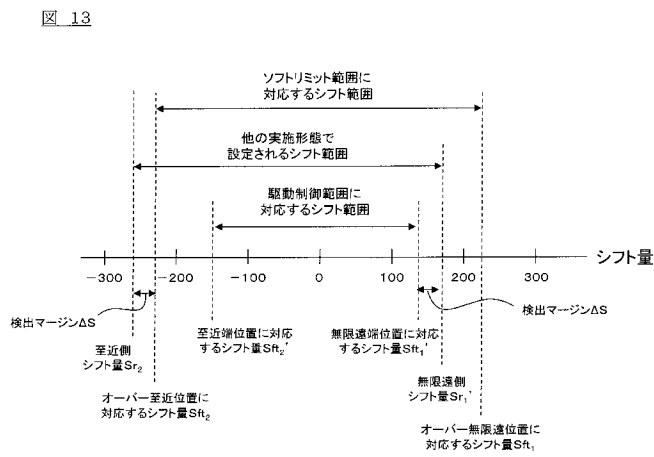 図 13
ソフトリミット範囲に
対応するシフト範囲
他の実施形態で
設定されるシフト範囲
駆動制御範囲に
対応するシフト範囲
シフト量
-300 -200 -100 0 100 200 300
検出マージンΔS
検出マージンΔS
至近端位置に対応
するシフト量Sft₂'
無限遠端位置に対応
するシフト量Sft₁'
至近側
シフト量Sr₂
無限遠側
シフト量Sr₁'
オーバー至近位置に
対応するシフト量Sft₂
オーバー無限遠位置に
対応するシフト量Sft₁